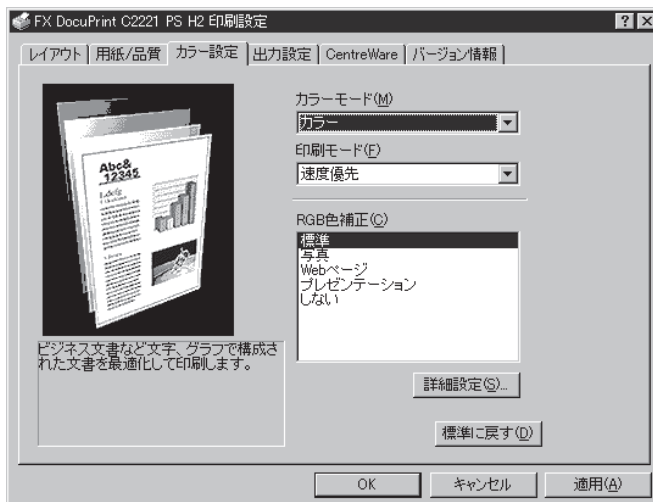 FX DocuPrint C2221 PS H2 印刷設定
レイアウト 用紙/品質 カラー設定 出力設定 CentreWare バージョン情報
カラーモード(M)
カラー
印刷モード(F)
速度優先
Abc&
12345
RGB色補正(C)
標準
写真
Webページ
プレゼンテーション
しない
ビジネス文書など文字、グラフで構成さ
れた文書を最適化して印刷します。
詳細設定(S)...
標準に戻す(D)
OK キャンセル 適用(A)